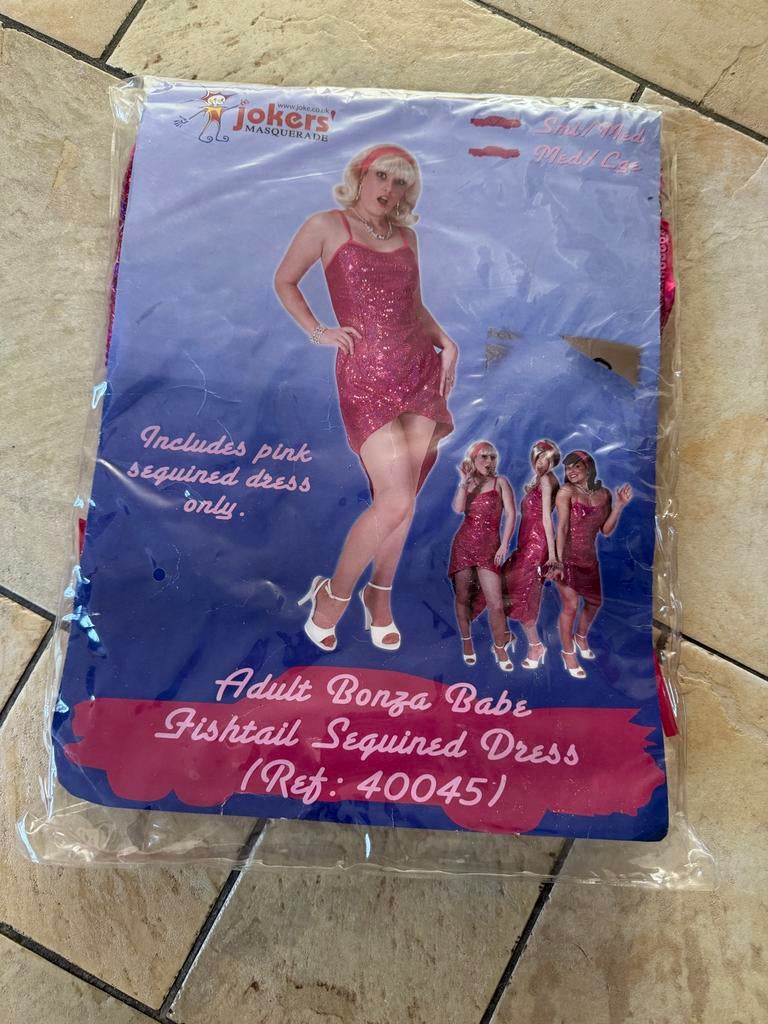 www.joke.co.uk
jokers'
MASQUERADE
Sml/Med
Med/Lge
Includes pink
sequined dress
only.
Adult Bonza Babe
Fishtail Sequined Dress
(Ref: 40045)